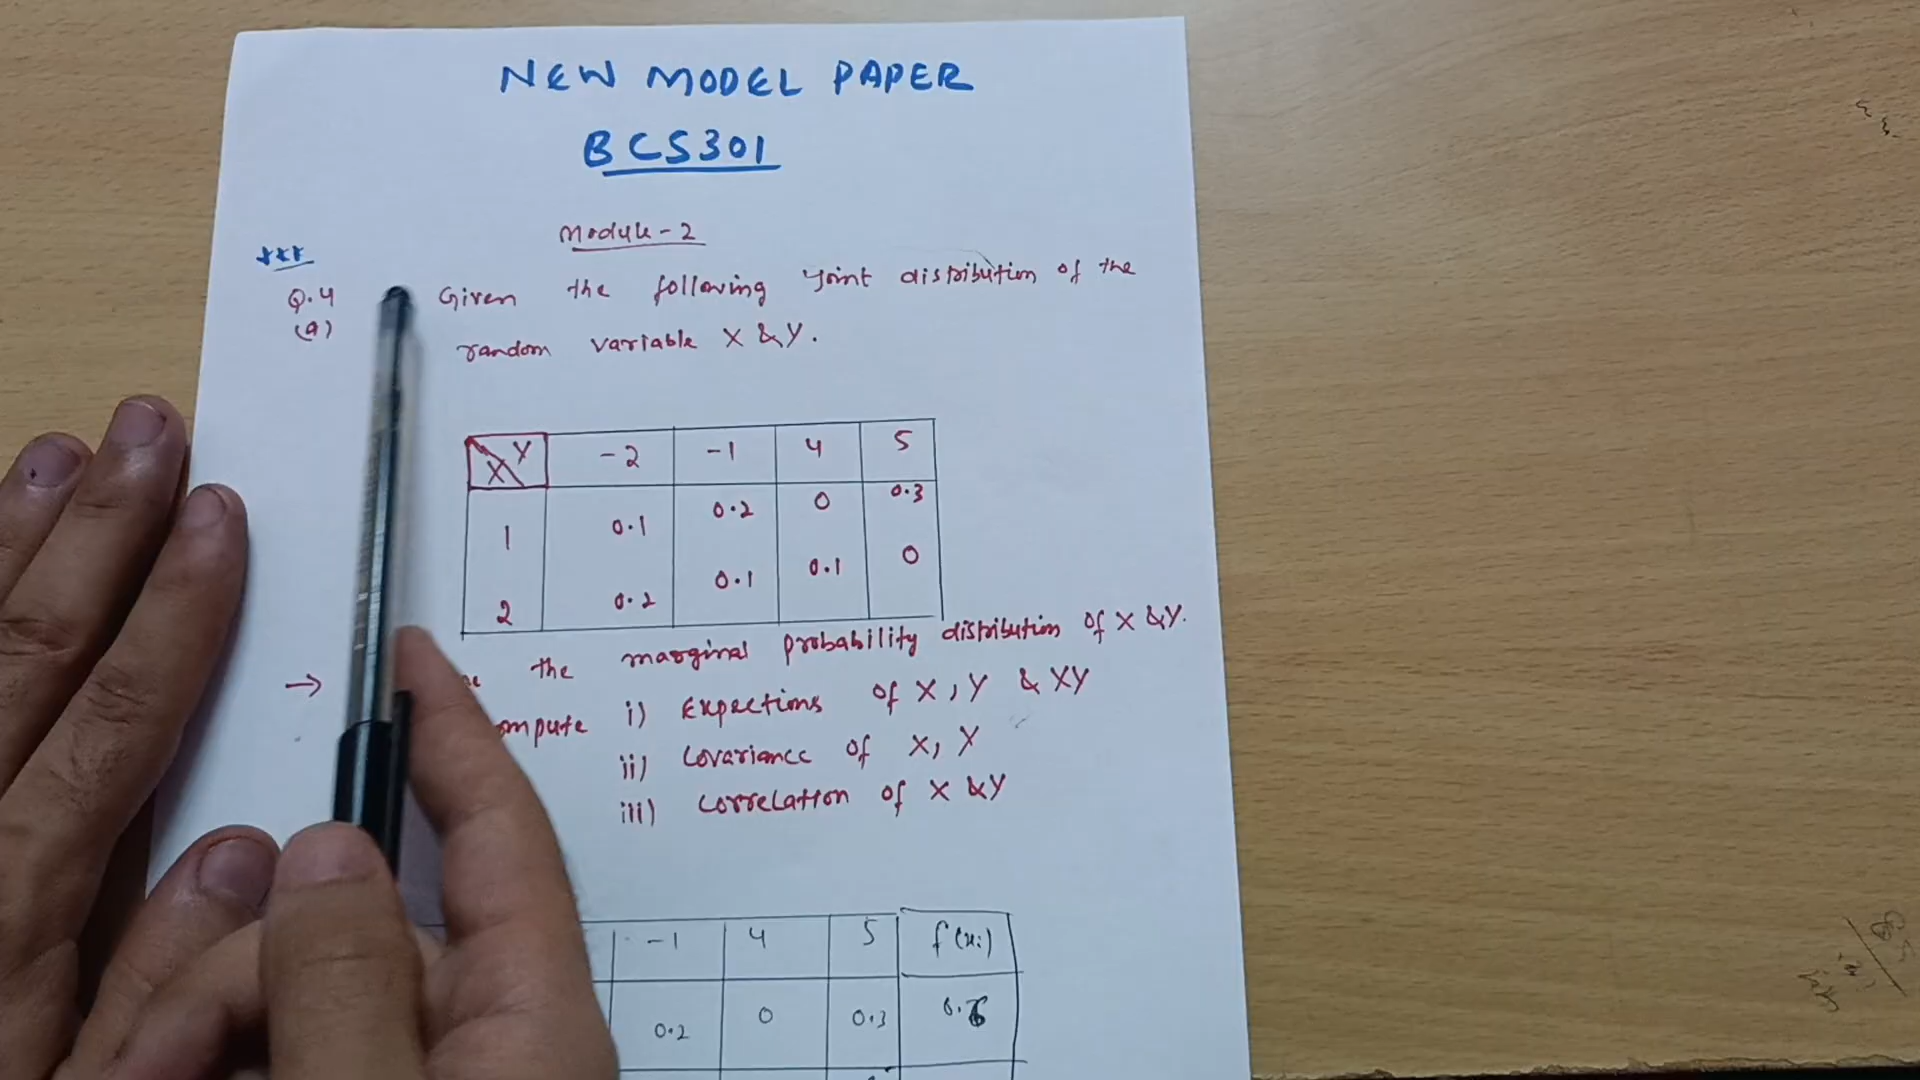 NEW MODEL PAPER
BCS301
Module-2
***
Q.4 Given the following Joint distribution of the
(a) random variable X & Y.
X Y -2 -1 4 5
1 0.1 0.2 0 0.3
2 0.2 0.1 0.1 0
→ the marginal probability distribution of X & Y.
ompute i) Expections of X, Y & XY
ii) Covariance of X, Y
iii) Correlation of X & Y
-1 4 5 f(xi)
0.2 0 0.3 0.6